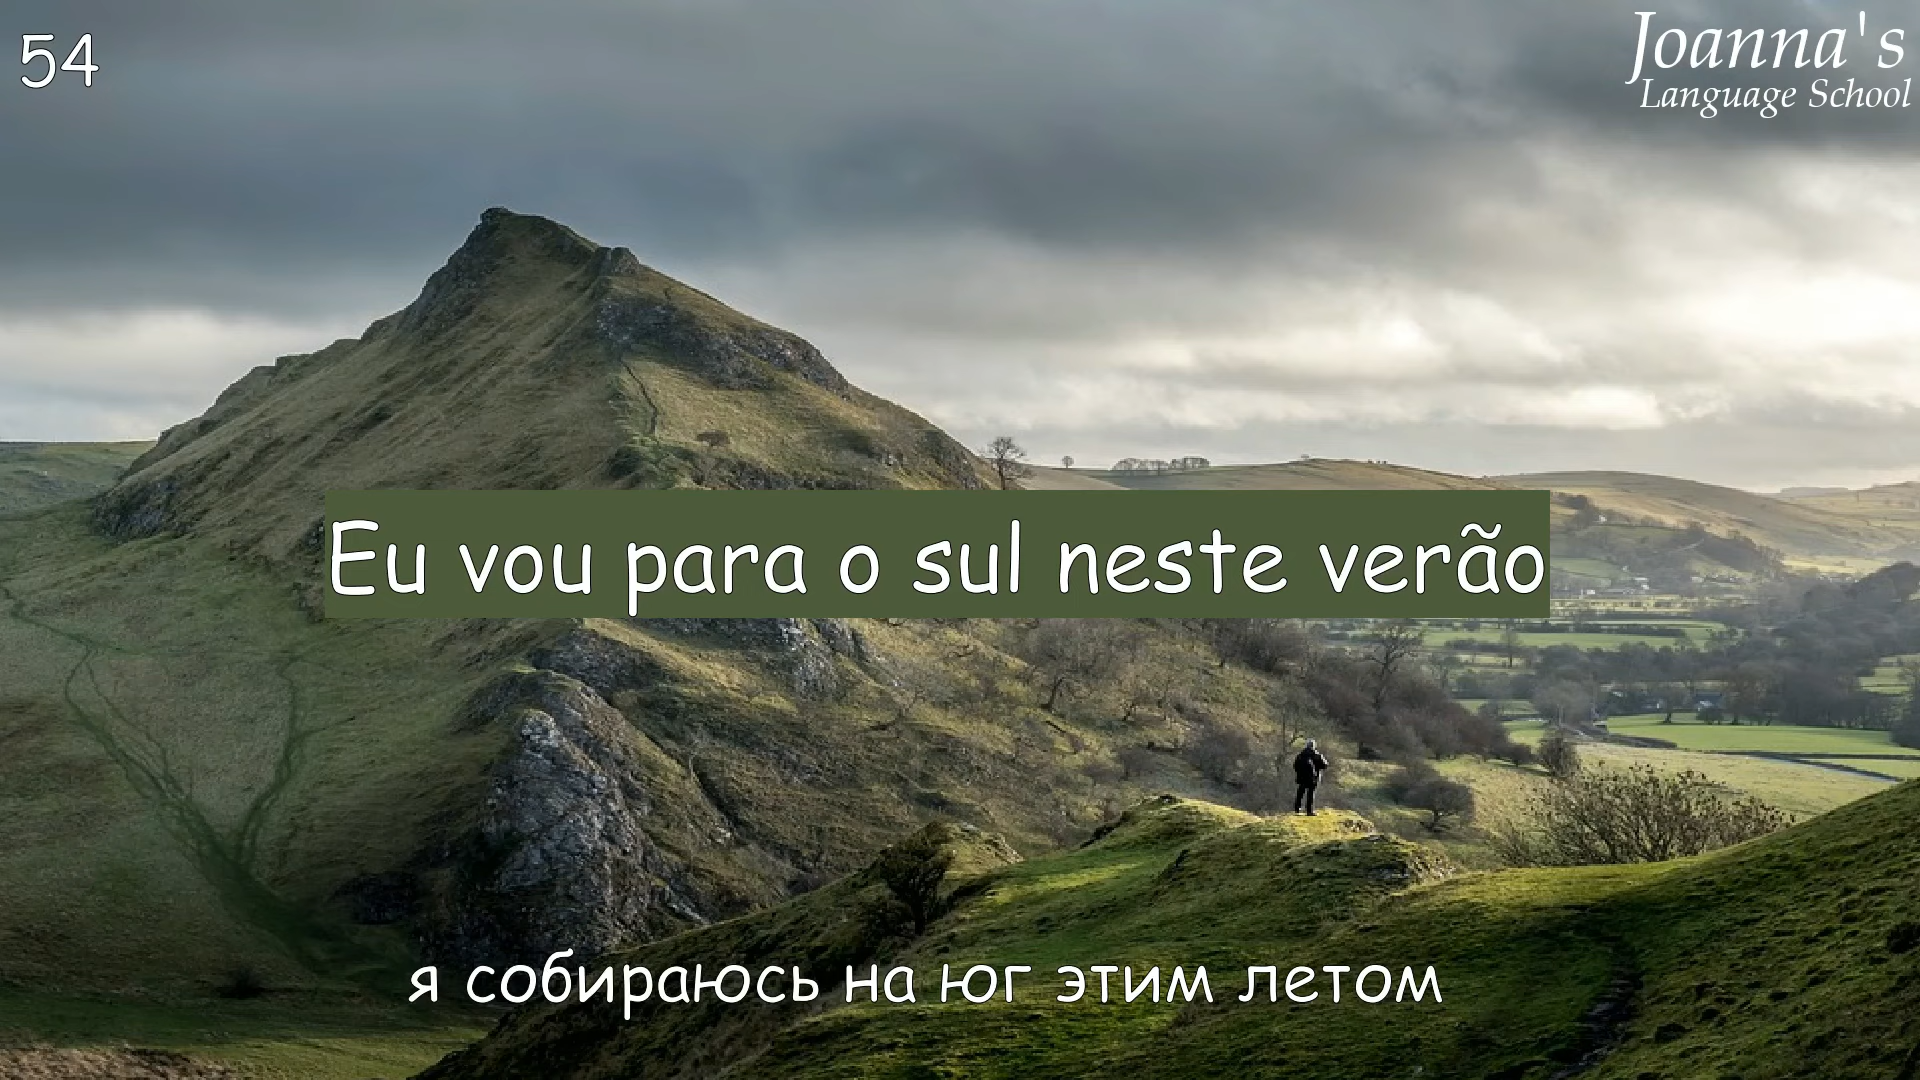 54
Joanna's
Language School
Eu vou para o sul neste verão
я собираюсь на юг этим летом